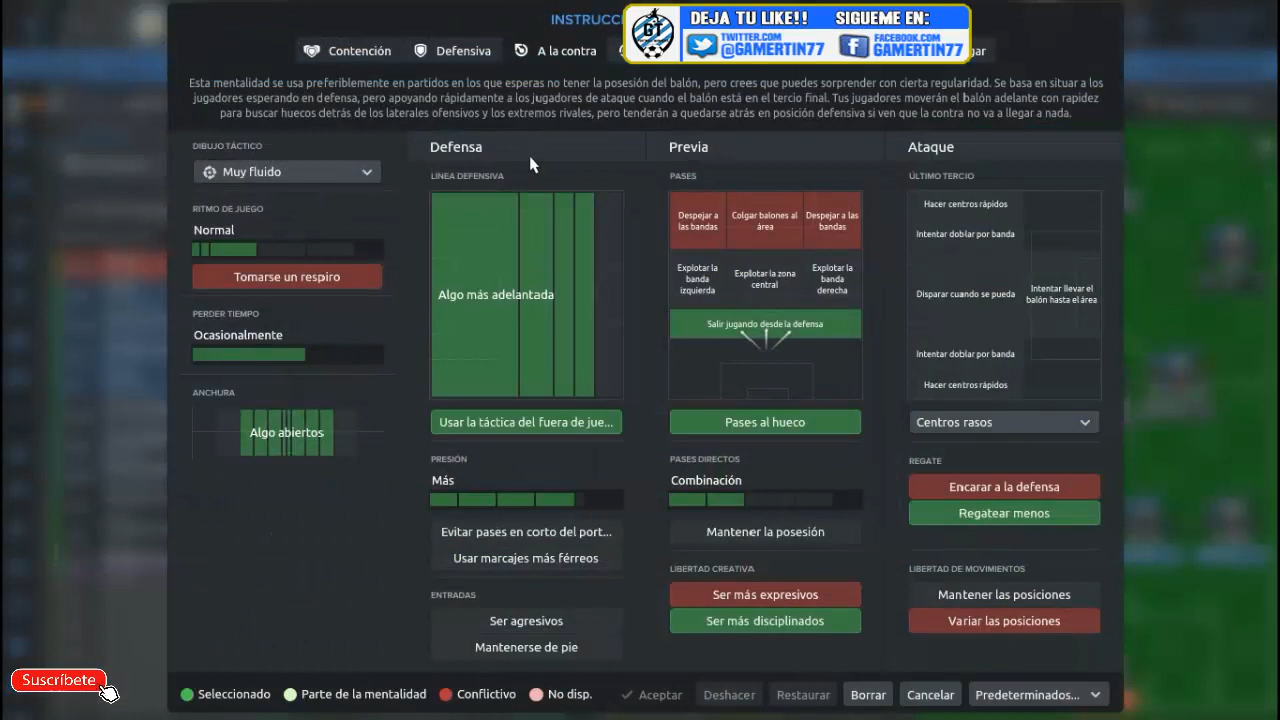 INSTRUCCI
DEJA TU LIKE!! SIGUEME EN:
TWITTER.COM
@GAMERTIN77
FACEBOOK.COM
GAMERTIN77
GT
Contención
Defensiva
A la contra
gar
Esta mentalidad se usa preferiblemente en partidos en los que esperas no tener la posesión del balón, pero crees que puedes sorprender con cierta regularidad. Se basa en situar a los
jugadores esperando en defensa, pero apoyando rápidamente a los jugadores de ataque cuando el balón está en el tercio final. Tus jugadores moverán el balón adelante con rapidez
para buscar huecos detrás de los laterales ofensivos y los extremos rivales, pero tenderán a quedarse atrás en posición defensiva si ven que la contra no va a llegar a nada.
DIBUJO TÁCTICO
Muy fluido
RITMO DE JUEGO
Normal
Tomarse un respiro
PERDER TIEMPO
Ocasionalmente
ANCHURA
Algo abiertos
Defensa
LÍNEA DEFENSIVA
Algo más adelantada
Usar la táctica del fuera de jue...
PRESIÓN
Más
Evitar pases en corto del port...
Usar marcajes más férreos
ENTRADAS
Ser agresivos
Mantenerse de pie
Previa
PASES
Despejar a
las bandas
Colgar balones al
área
Despejar a las
bandas
Explotar la
banda
izquierda
Explotar la zona
central
Explotar la
banda
derecha
Salir jugando desde la defensa
Pases al hueco
PASES DIRECTOS
Combinación
Mantener la posesión
LIBERTAD CREATIVA
Ser más expresivos
Ser más disciplinados
Ataque
ÚLTIMO TERCIO
Hacer centros rápidos
Intentar doblar por banda
Disparar cuando se pueda
Intentar llevar el
balón hasta el área
Intentar doblar por banda
Hacer centros rápidos
Centros rasos
REGATE
Encarar a la defensa
Regatear menos
LIBERTAD DE MOVIMIENTOS
Mantener las posiciones
Variar las posiciones
Suscríbete
Seleccionado
Parte de la mentalidad
Conflictivo
No disp.
Aceptar
Deshacer
Restaurar
Borrar
Cancelar
Predeterminados...